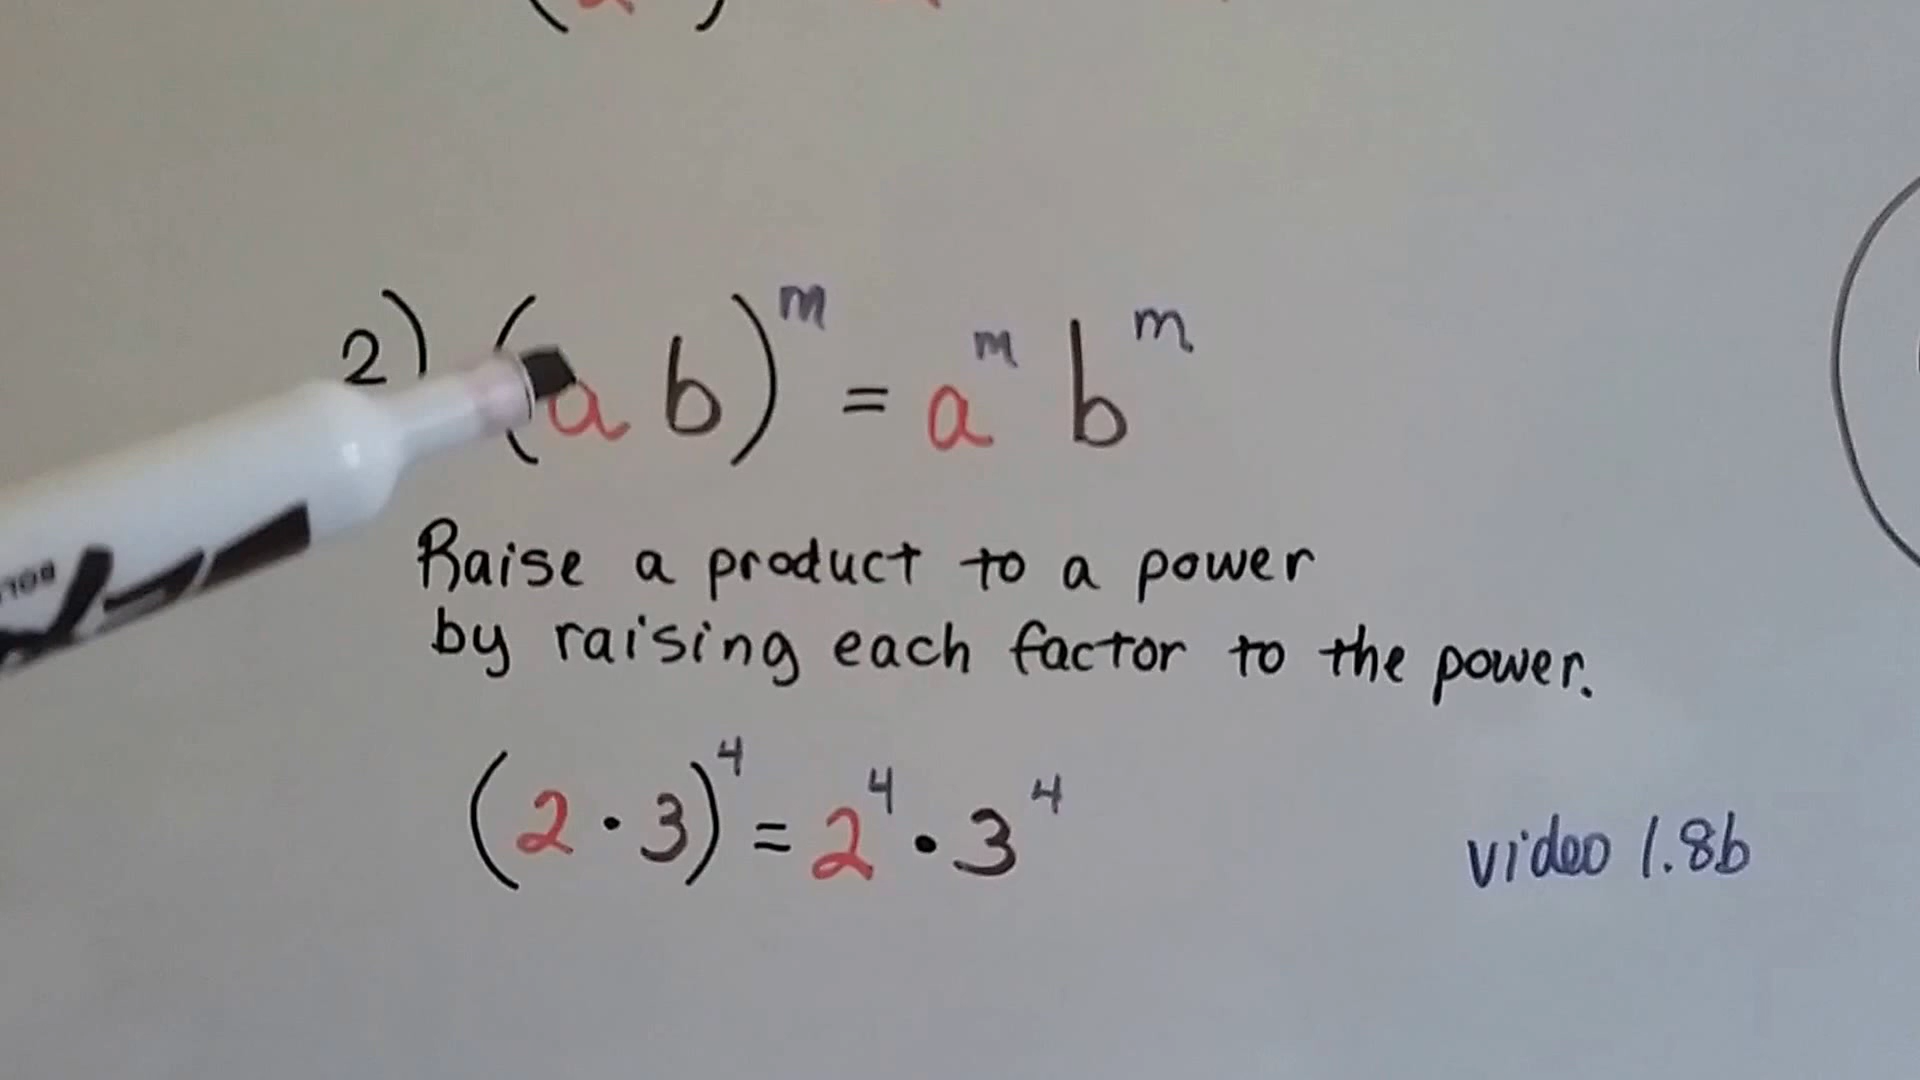 2) (a b)^m = a^m b^m
Raise a product to a power
by raising each factor to the power.
(2 · 3)^4 = 2^4 · 3^4
video 1.8b